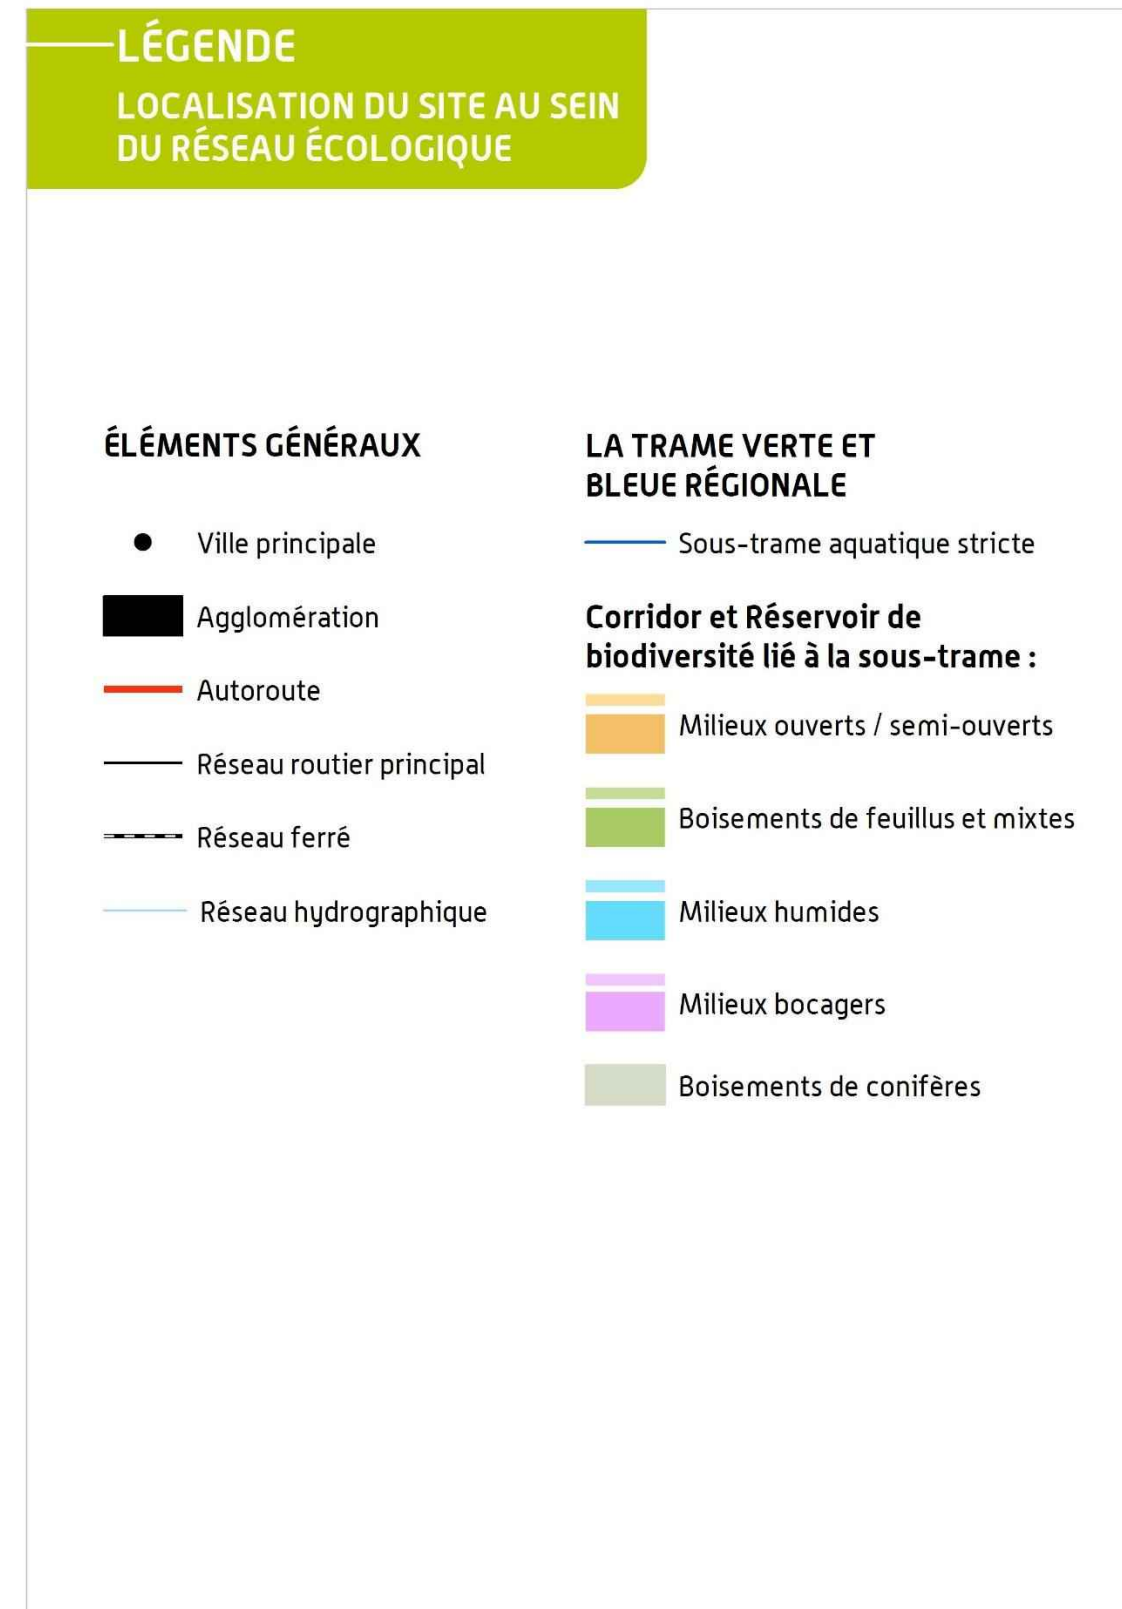 LÉGENDE
LOCALISATION DU SITE AU SEIN
DU RÉSEAU ÉCOLOGIQUE
ÉLÉMENTS GÉNÉRAUX
Ville principale
Agglomération
Autoroute
Réseau routier principal
Réseau ferré
Réseau hydrographique
LA TRAME VERTE ET
BLEUE RÉGIONALE
Sous-trame aquatique stricte
Corridor et Réservoir de
biodiversité lié à la sous-trame :
Milieux ouverts / semi-ouverts
Boisements de feuillus et mixtes
Milieux humides
Milieux bocagers
Boisements de conifères